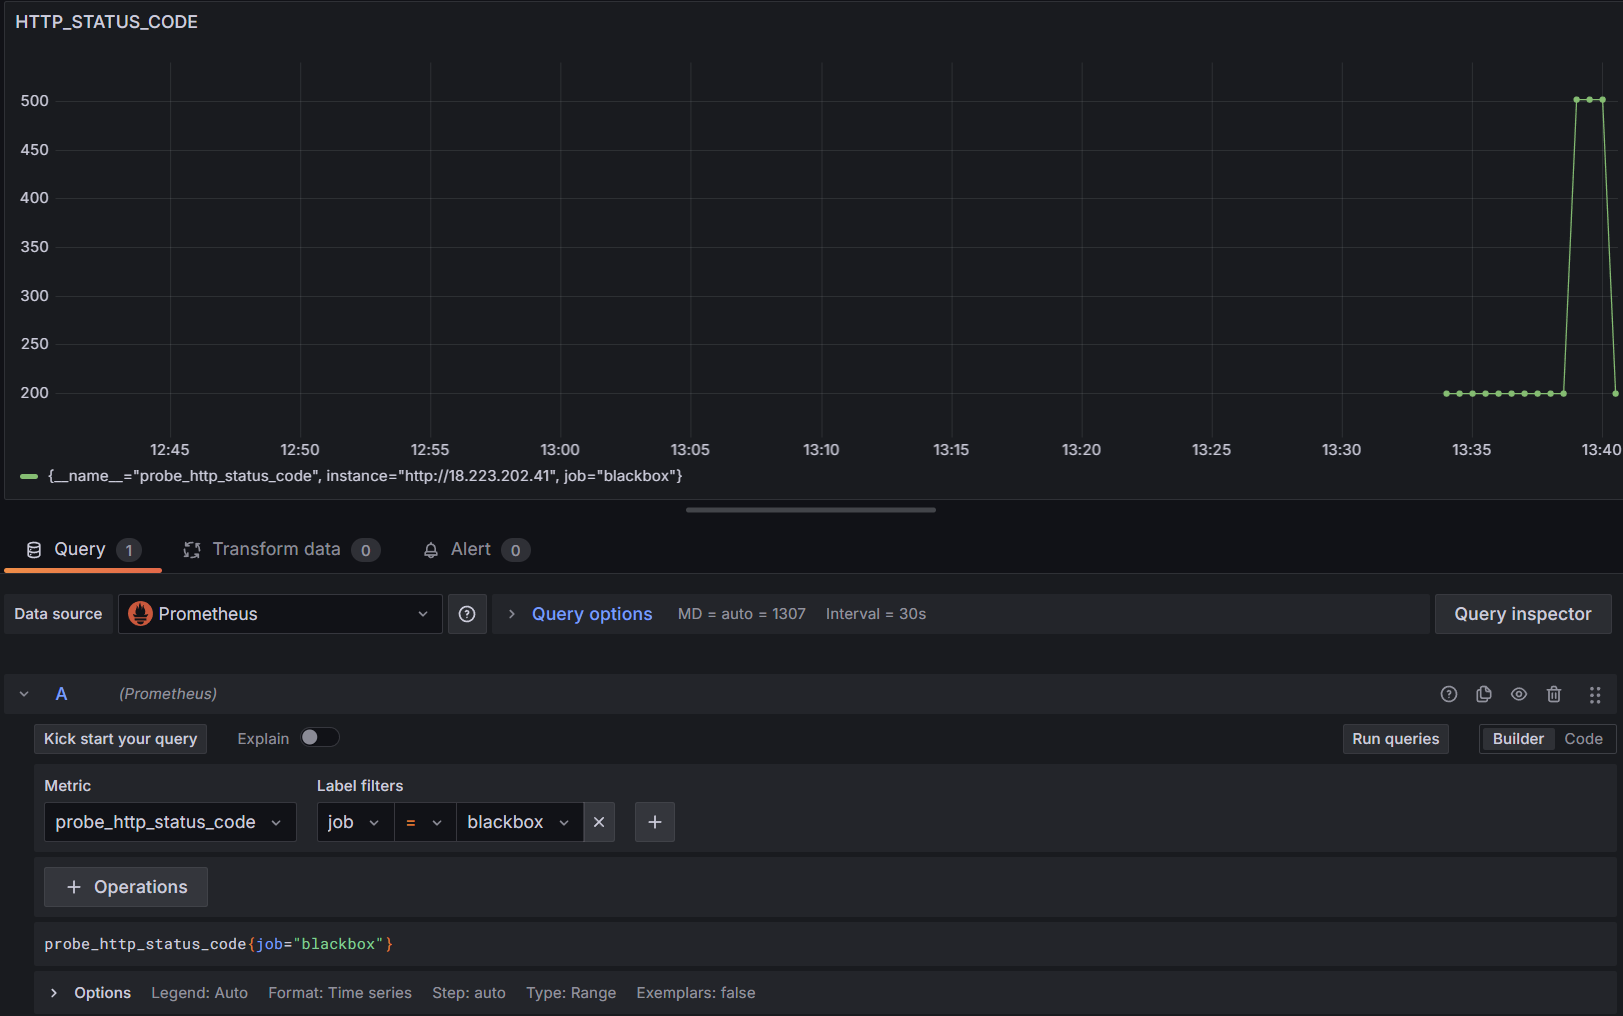 HTTP_STATUS_CODE
500
450
400
350
300
250
200
12:45 12:50 12:55 13:00 13:05 13:10 13:15 13:20 13:25 13:30 13:35 13:40
{__name__="probe_http_status_code", instance="http://18.223.202.41", job="blackbox"}
Query 1 Transform data 0 Alert 0
Data source Prometheus Query options MD = auto = 1307 Interval = 30s Query inspector
A (Prometheus)
Kick start your query Explain Run queries Builder Code
Metric Label filters
probe_http_status_code job = blackbox
Operations
probe_http_status_code{job="blackbox"}
Options Legend: Auto Format: Time series Step: auto Type: Range Exemplars: false